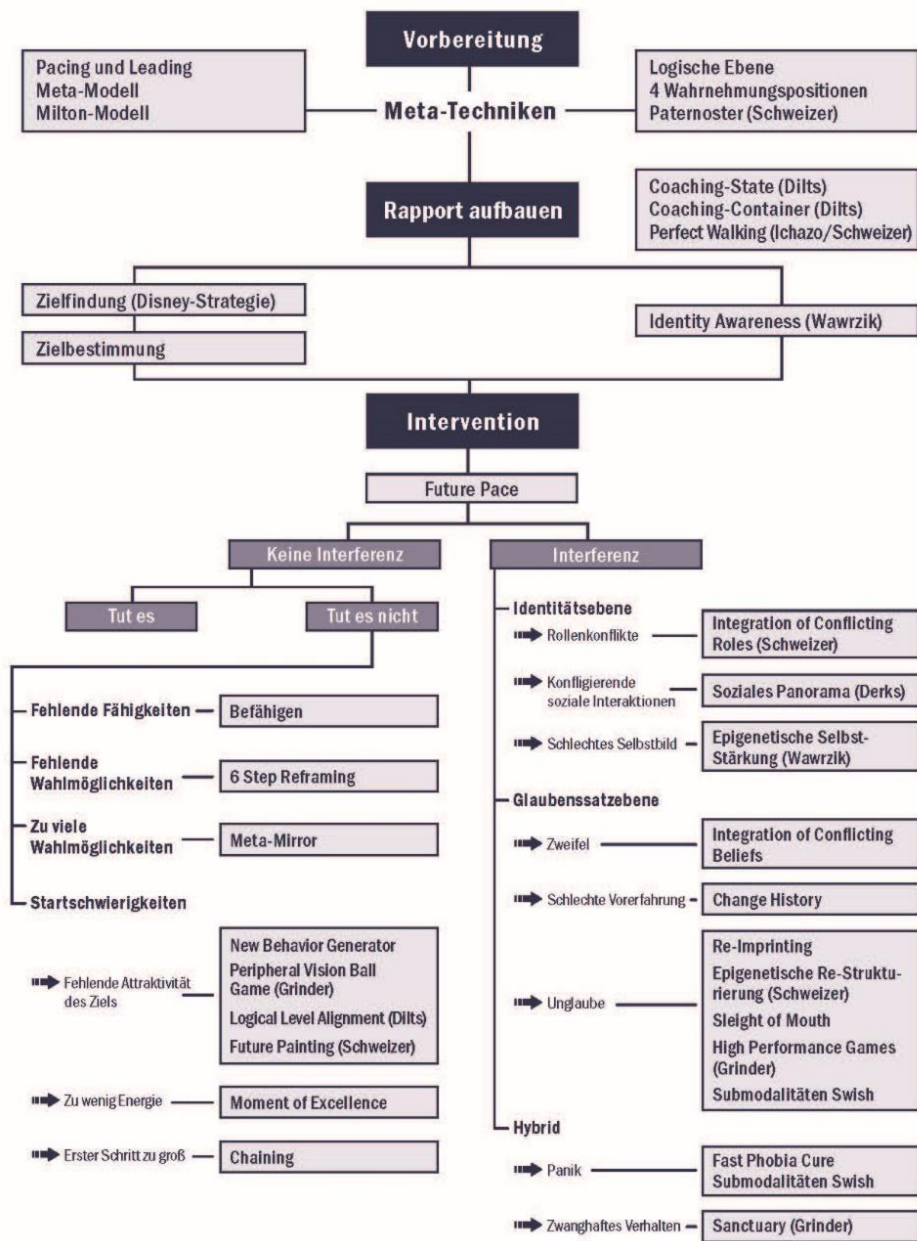 Vorbereitung
Pacing und Leading
Meta-Modell
Milton-Modell
Meta-Techniken
Logische Ebene
4 Wahrnehmungspositionen
Paternoster (Schweizer)
Rapport aufbauen
Coaching-State (Dilts)
Coaching-Container (Dilts)
Perfect Walking (Ichazo/Schweizer)
Zielfindung (Disney-Strategie)
Zielbestimmung
Identity Awareness (Wawrzik)
Intervention
Future Pace
Keine Interferenz
Tut es
Tut es nicht
Fehlende Fähigkeiten
Befähigen
Fehlende
Wahlmöglichkeiten
6 Step Reframing
Zu viele
Wahlmöglichkeiten
Meta-Mirror
Startschwierigkeiten
Fehlende Attraktivität
des Ziels
New Behavior Generator
Peripheral Vision Ball
Game (Grinder)
Logical Level Alignment (Dilts)
Future Painting (Schweizer)
Zu wenig Energie
Moment of Excellence
Erster Schritt zu groß
Chaining
Interferenz
Identitätsebene
Rollenkonflikte
Integration of Conflicting
Roles (Schweizer)
Konfligierende
soziale Interaktionen
Soziales Panorama (Derks)
Schlechtes Selbstbild
Epigenetische Selbst-
Stärkung (Wawrzik)
Glaubenssatzebene
Zweifel
Integration of Conflicting
Beliefs
Schlechte Vorerfahrung
Change History
Unglaube
Re-Imprinting
Epigenetische Re-Struktu-
rierung (Schweizer)
Sleight of Mouth
High Performance Games
(Grinder)
Submodalitäten Swish
Hybrid
Panik
Fast Phobia Cure
Submodalitäten Swish
Zwanghaftes Verhalten
Sanctuary (Grinder)